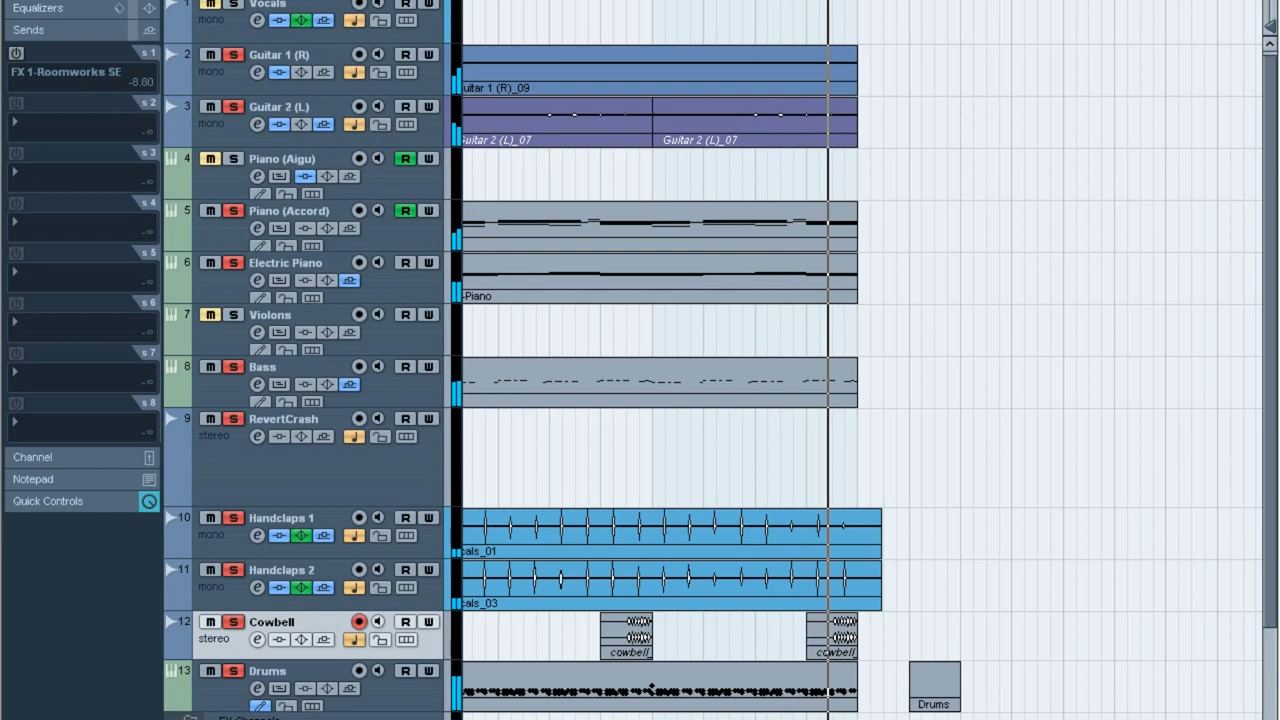 Equalizers
Sends
s 1
FX 1-Roomworks SE
-8.80
s 2
-∞
s 3
-∞
s 4
-∞
s 5
-∞
s 6
-∞
s 7
-∞
s 8
-∞
Channel
Notepad
Quick Controls
1 Vocals
mono e
2 m S Guitar 1 (R) R W
mono e
uitar 1 (R)_09
3 m S Guitar 2 (L) R W
mono e
Guitar 2 (L)_07 Guitar 2 (L)_07
4 m S Piano (Aigu) R W
e
5 m S Piano (Accord) R W
e
6 m S Electric Piano R W
e
-Piano
7 m S Violons R W
e
8 m S Bass R W
e
9 m S RevertCrash R W
stereo e
10 m S Handclaps 1 R W
mono e
cals_01
11 m S Handclaps 2 R W
mono e
cals_03
12 m S Cowbell R W
stereo e
cowbell cowbell
13 m S Drums R W
e
Drums
FX Channels